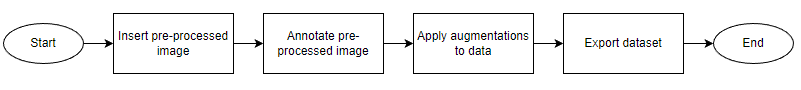 Start
Insert pre-processed
image
Annotate pre-
processed image
Apply augmentations
to data
Export dataset
End